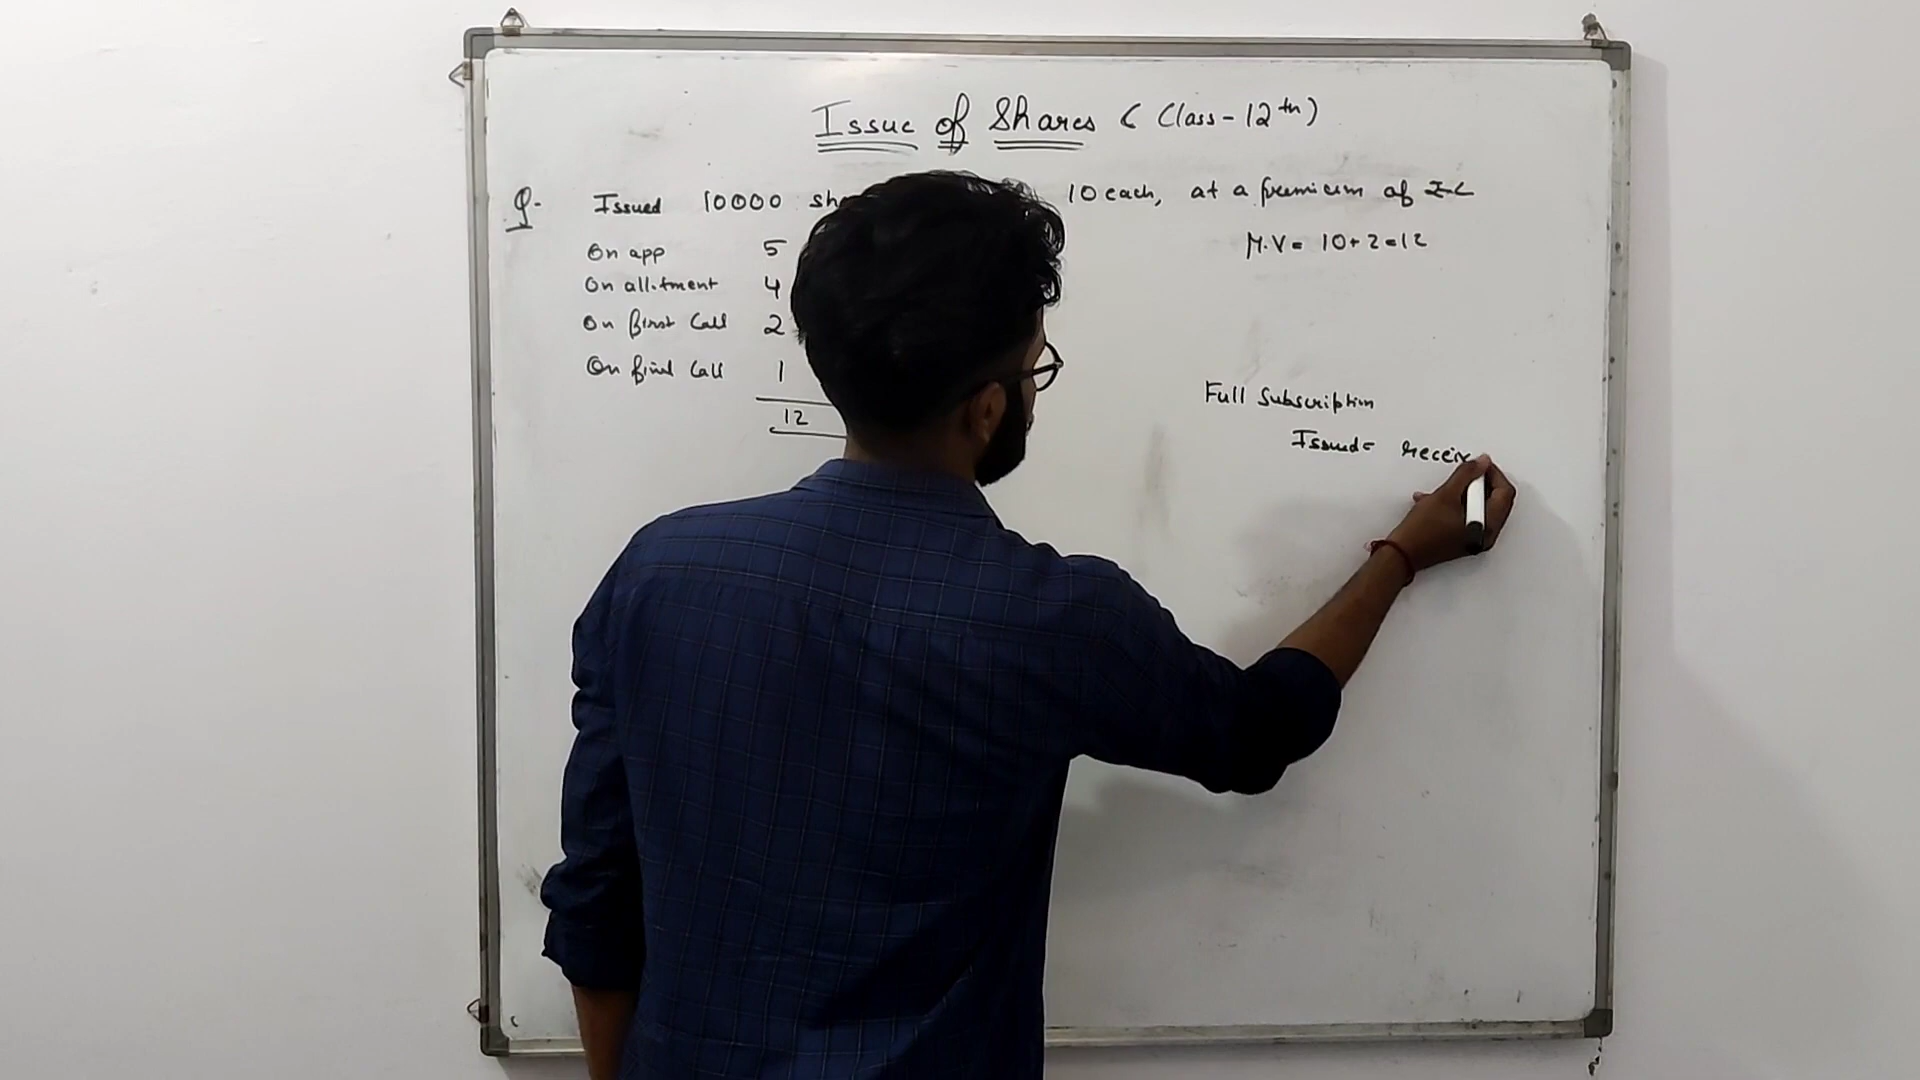 Issue of Shares ( Class - 12th )
Q- Issued 10000 sh 10 each, at a premium of
M.V = 10+2=12
On app 5
On allotment 4
On first Call 2
On final Call 1
12
Full Subscription
Issued= receiv